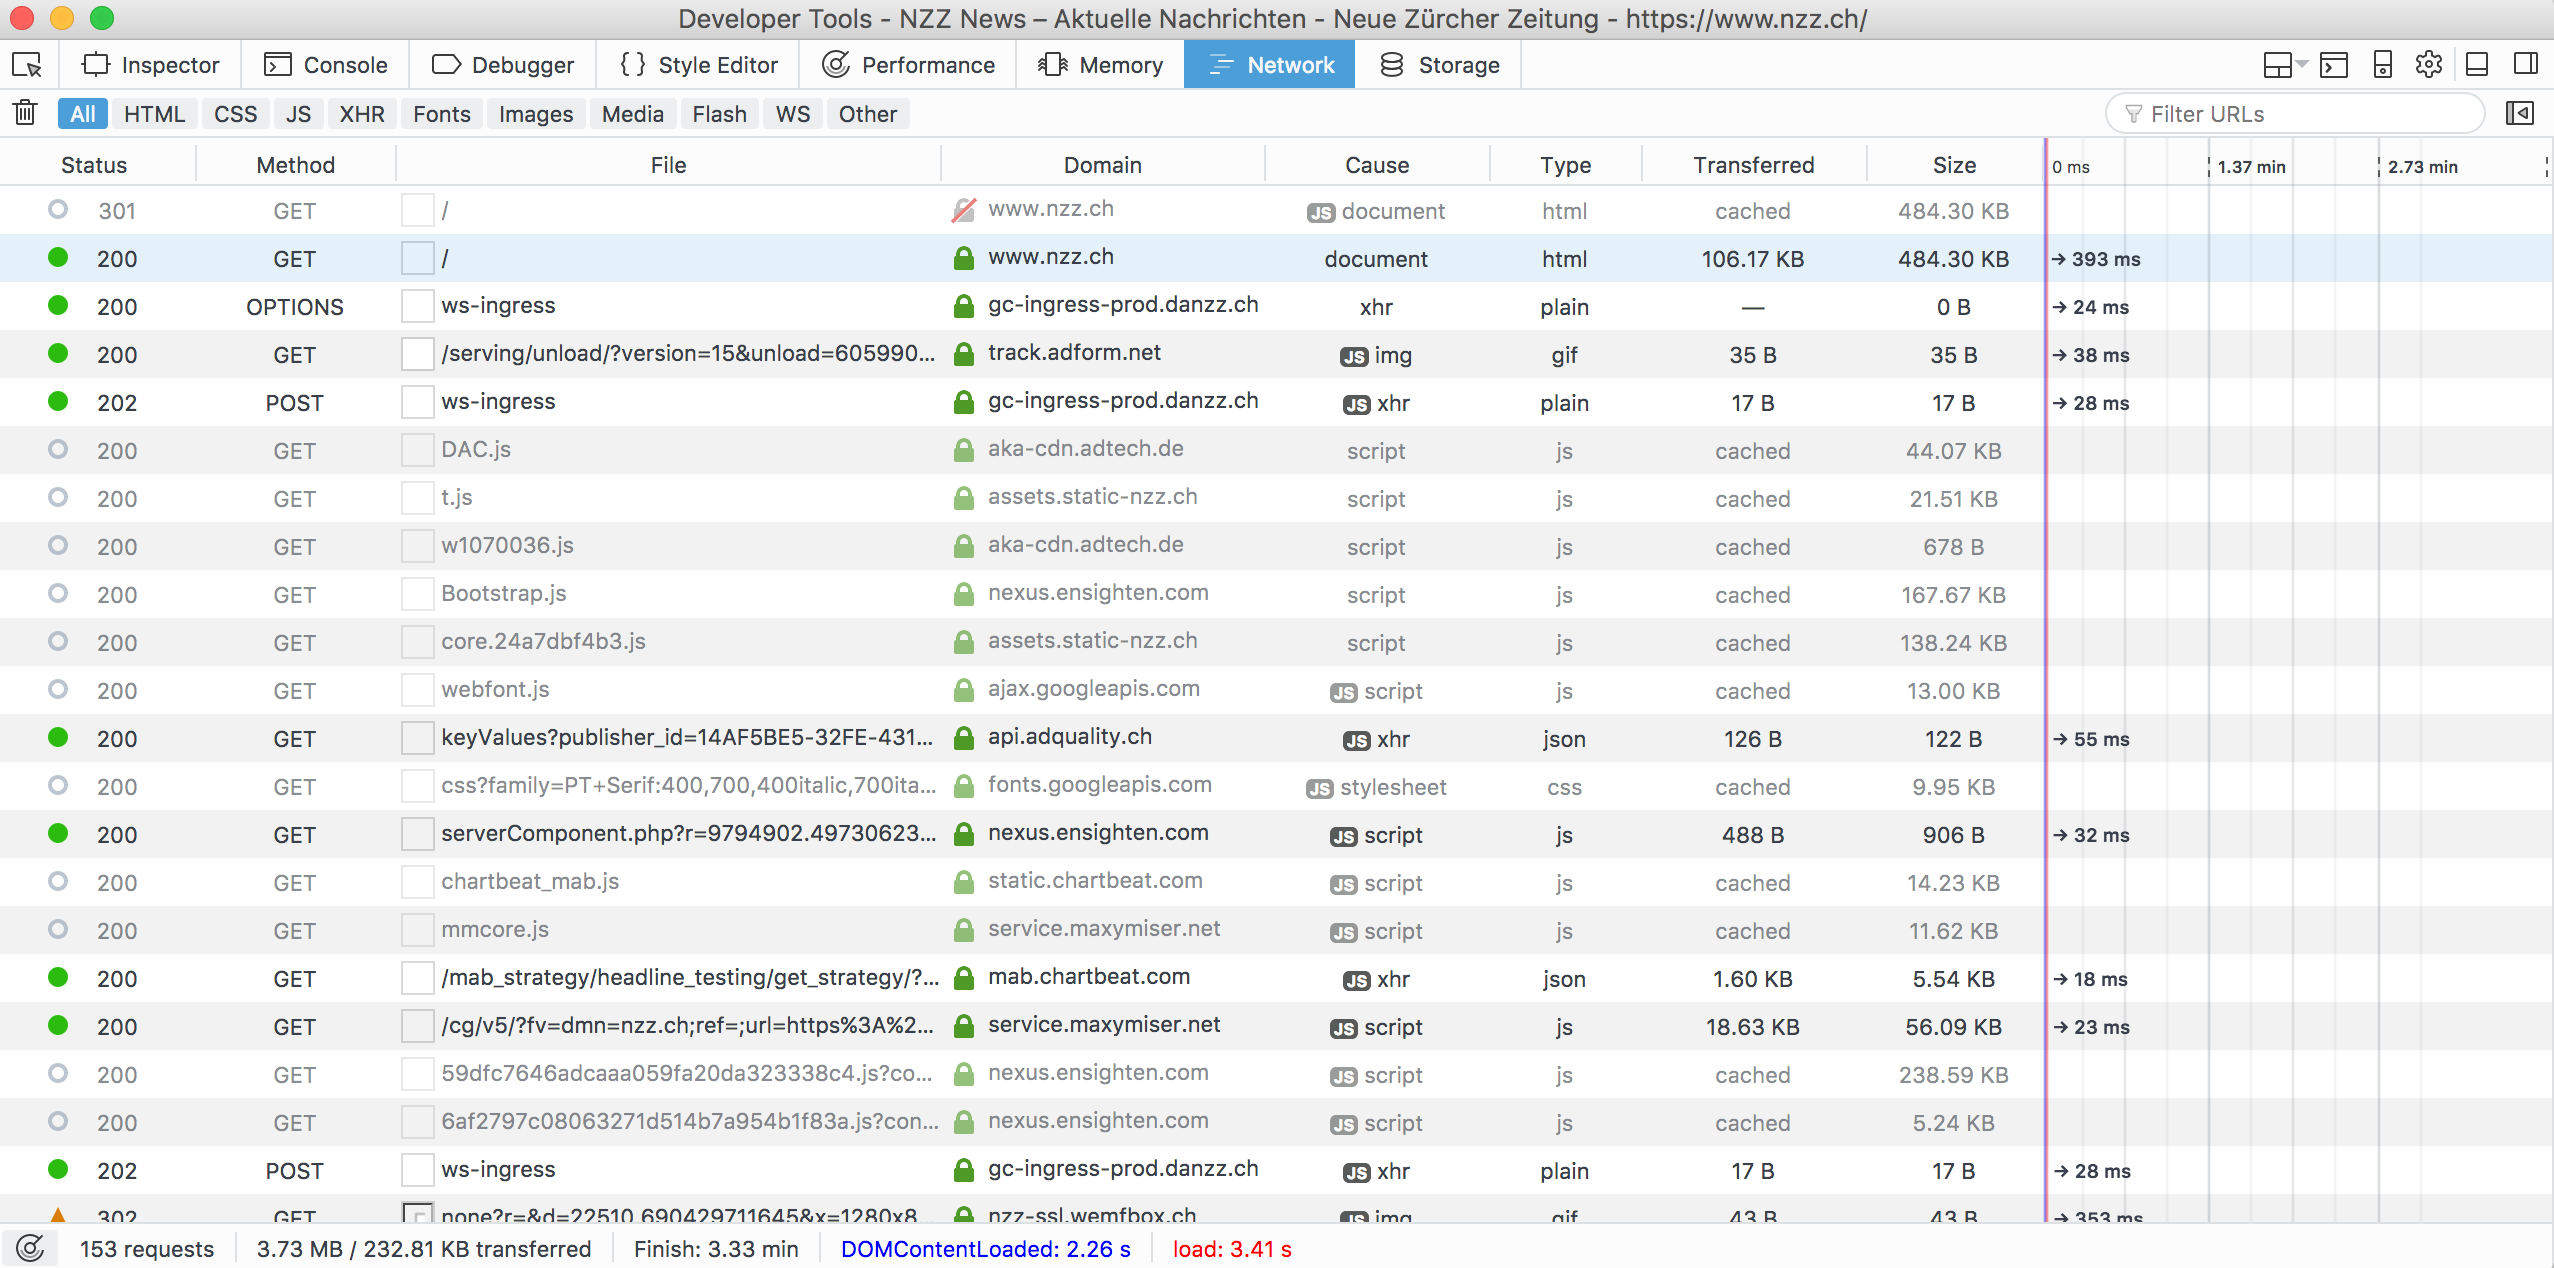 Developer Tools - NZZ News – Aktuelle Nachrichten - Neue Zürcher Zeitung - https://www.nzz.ch/
Inspector Console Debugger Style Editor Performance Memory Network Storage
All HTML CSS JS XHR Fonts Images Media Flash WS Other Filter URLs
Status Method File Domain Cause Type Transferred Size 0 ms 1.37 min 2.73 min
301 GET / www.nzz.ch JS document html cached 484.30 KB
200 GET / www.nzz.ch document html 106.17 KB 484.30 KB → 393 ms
200 OPTIONS ws-ingress gc-ingress-prod.danzz.ch xhr plain — 0 B → 24 ms
200 GET /serving/unload/?version=15&unload=605990... track.adform.net JS img gif 35 B 35 B → 38 ms
202 POST ws-ingress gc-ingress-prod.danzz.ch JS xhr plain 17 B 17 B → 28 ms
200 GET DAC.js aka-cdn.adtech.de script js cached 44.07 KB
200 GET t.js assets.static-nzz.ch script js cached 21.51 KB
200 GET w1070036.js aka-cdn.adtech.de script js cached 678 B
200 GET Bootstrap.js nexus.ensighten.com script js cached 167.67 KB
200 GET core.24a7dbf4b3.js assets.static-nzz.ch script js cached 138.24 KB
200 GET webfont.js ajax.googleapis.com JS script js cached 13.00 KB
200 GET keyValues?publisher_id=14AF5BE5-32FE-431... api.adquality.ch JS xhr json 126 B 122 B → 55 ms
200 GET css?family=PT+Serif:400,700,400italic,700ita... fonts.googleapis.com JS stylesheet css cached 9.95 KB
200 GET serverComponent.php?r=9794902.49730623... nexus.ensighten.com JS script js 488 B 906 B → 32 ms
200 GET chartbeat_mab.js static.chartbeat.com JS script js cached 14.23 KB
200 GET mmcore.js service.maxymiser.net JS script js cached 11.62 KB
200 GET /mab_strategy/headline_testing/get_strategy/?... mab.chartbeat.com JS xhr json 1.60 KB 5.54 KB → 18 ms
200 GET /cg/v5/?fv=dmn=nzz.ch;ref=;url=https%3A%2... service.maxymiser.net JS script js 18.63 KB 56.09 KB → 23 ms
200 GET 59dfc7646adcaaa059fa20da323338c4.js?co... nexus.ensighten.com JS script js cached 238.59 KB
200 GET 6af2797c08063271d514b7a954b1f83a.js?con... nexus.ensighten.com JS script js cached 5.24 KB
202 POST ws-ingress gc-ingress-prod.danzz.ch JS xhr plain 17 B 17 B → 28 ms
302 GET none?r=&d=22510.690429711645&x=1280x8... nzz-ssl.wemfbox.ch JS img gif 43 B 43 B → 353 ms
153 requests 3.73 MB / 232.81 KB transferred Finish: 3.33 min DOMContentLoaded: 2.26 s load: 3.41 s